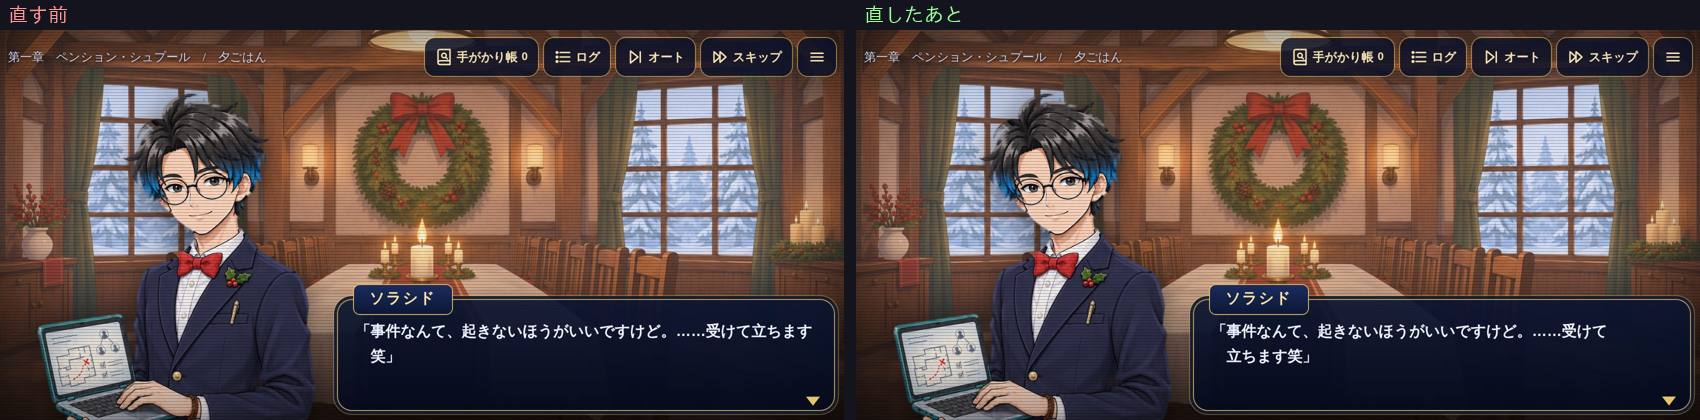 直す前
第一章　ペンション・シュプール　/　夕ごはん
手がかり帳 0
ログ
オート
スキップ
ソラシド
「事件なんて、起きないほうがいいですけど。……受けて立ちます
笑」
直したあと
第一章　ペンション・シュプール　/　夕ごはん
手がかり帳 0
ログ
オート
スキップ
ソラシド
「事件なんて、起きないほうがいいですけど。……受けて
立ちます笑」